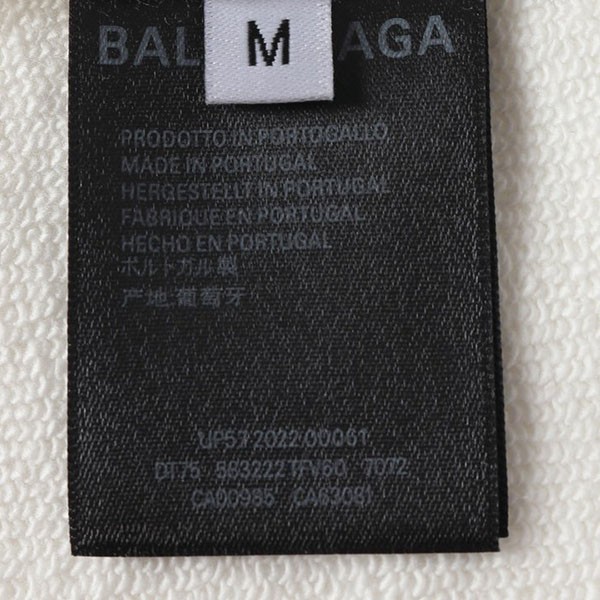 BAL AGA
M
PRODOTTO IN PORTOGALLO
MADE IN PORTUGAL
HERGESTELLT IN PORTUGAL
FABRIQUE EN PORTUGAL
HECHO EN PORTUGAL
ポルトガル製
产地:葡萄牙
UP57 2022 00061
DT75 583222 TFV60 7D72
CA00985 CA63081